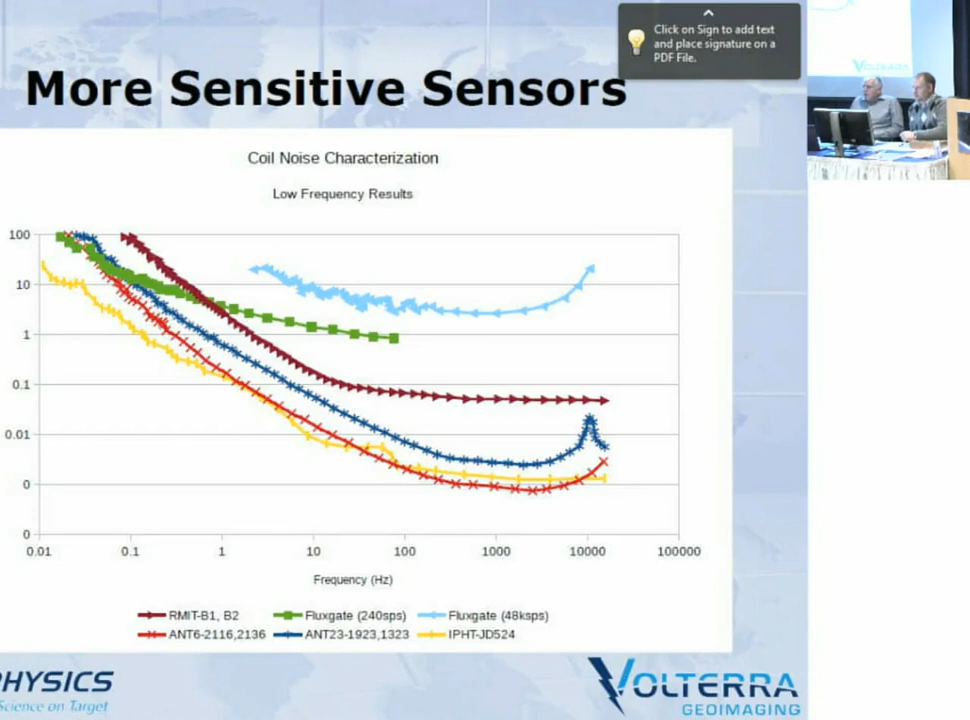 Click on Sign to add text
and place signature on a
PDF File.
More Sensitive Sensors
Coil Noise Characterization
Low Frequency Results
100
10
1
0.1
0.01
0
0
0.01 0.1 1 10 100 1000 10000 100000
Frequency (Hz)
RMIT-B1, B2 Fluxgate (240sps) Fluxgate (48ksps)
ANT6-2116,2136 ANT23-1923,1323 IPHT-JD524
HYSICS
Science on Target
VOLTERRA
GEOIMAGING
VOLTERRA